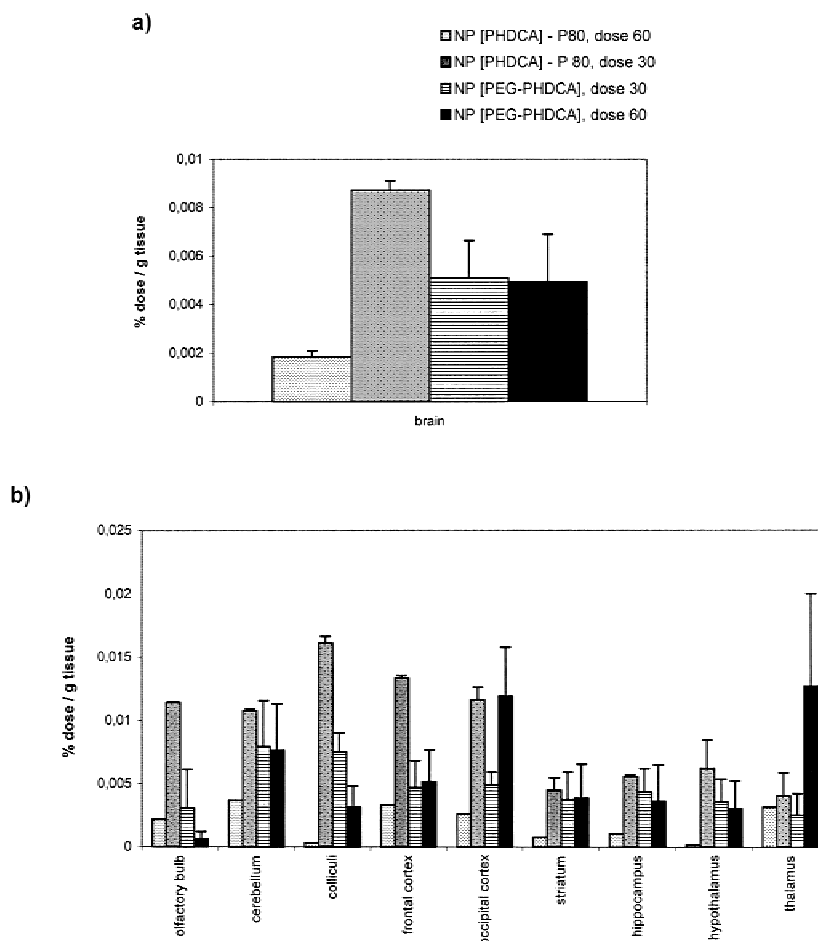 a)
NP [PHDCA] - P80, dose 60
NP [PHDCA] - P 80, dose 30
NP [PEG-PHDCA], dose 30
NP [PEG-PHDCA], dose 60
0,01
0,008
0,006
0,004
0,002
0
% dose / g tissue
brain
b)
0,025
0,02
0,015
0,01
0,005
0
% dose / g tissue
olfactory bulb
cerebellum
colliculi
frontal cortex
occipital cortex
striatum
hippocampus
hypothalamus
thalamus